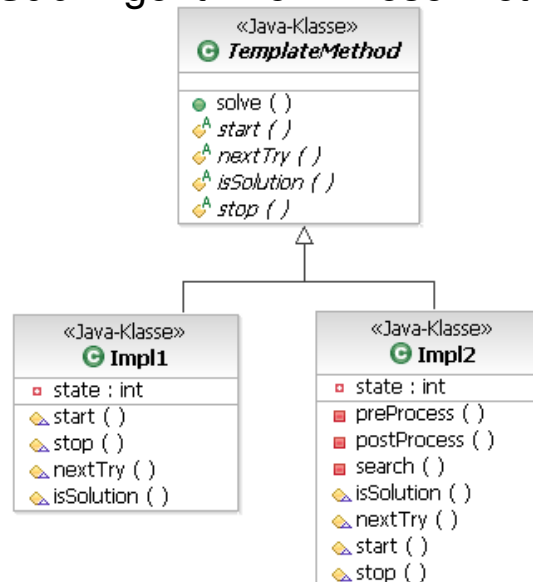 «Java-Klasse»
TemplateMethod
solve ( )
start ( )
nextTry ( )
isSolution ( )
stop ( )
«Java-Klasse»
Impl1
state : int
start ( )
stop ( )
nextTry ( )
isSolution ( )
«Java-Klasse»
Impl2
state : int
preProcess ( )
postProcess ( )
search ( )
isSolution ( )
nextTry ( )
start ( )
stop ( )